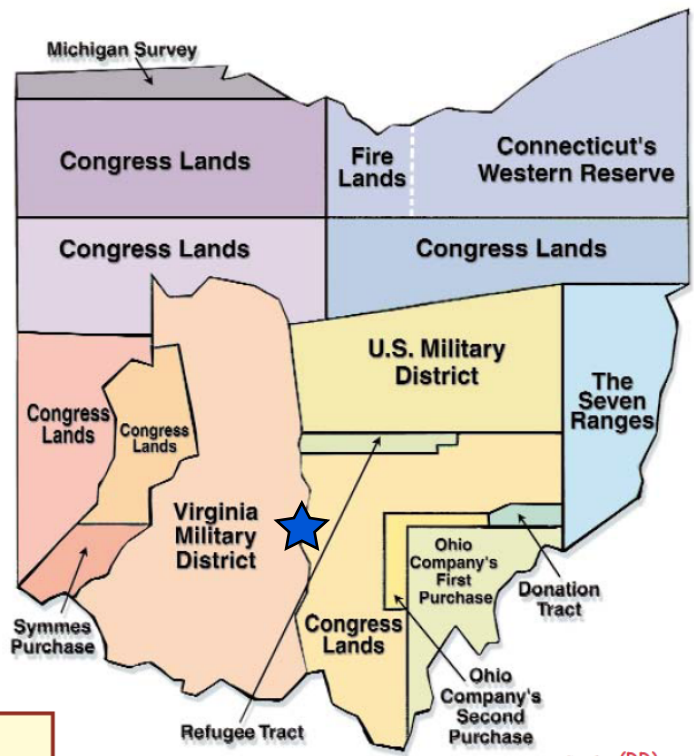 Michigan Survey
Congress Lands
Fire
Lands
Connecticut's
Western Reserve
Congress Lands
Congress Lands
U.S. Military
District
The
Seven
Ranges
Congress
Lands
Congress
Lands
Virginia
Military
District
Ohio
Company's
First
Purchase
Donation
Tract
Symmes
Purchase
Congress
Lands
Ohio
Company's
Second
Purchase
Refugee Tract